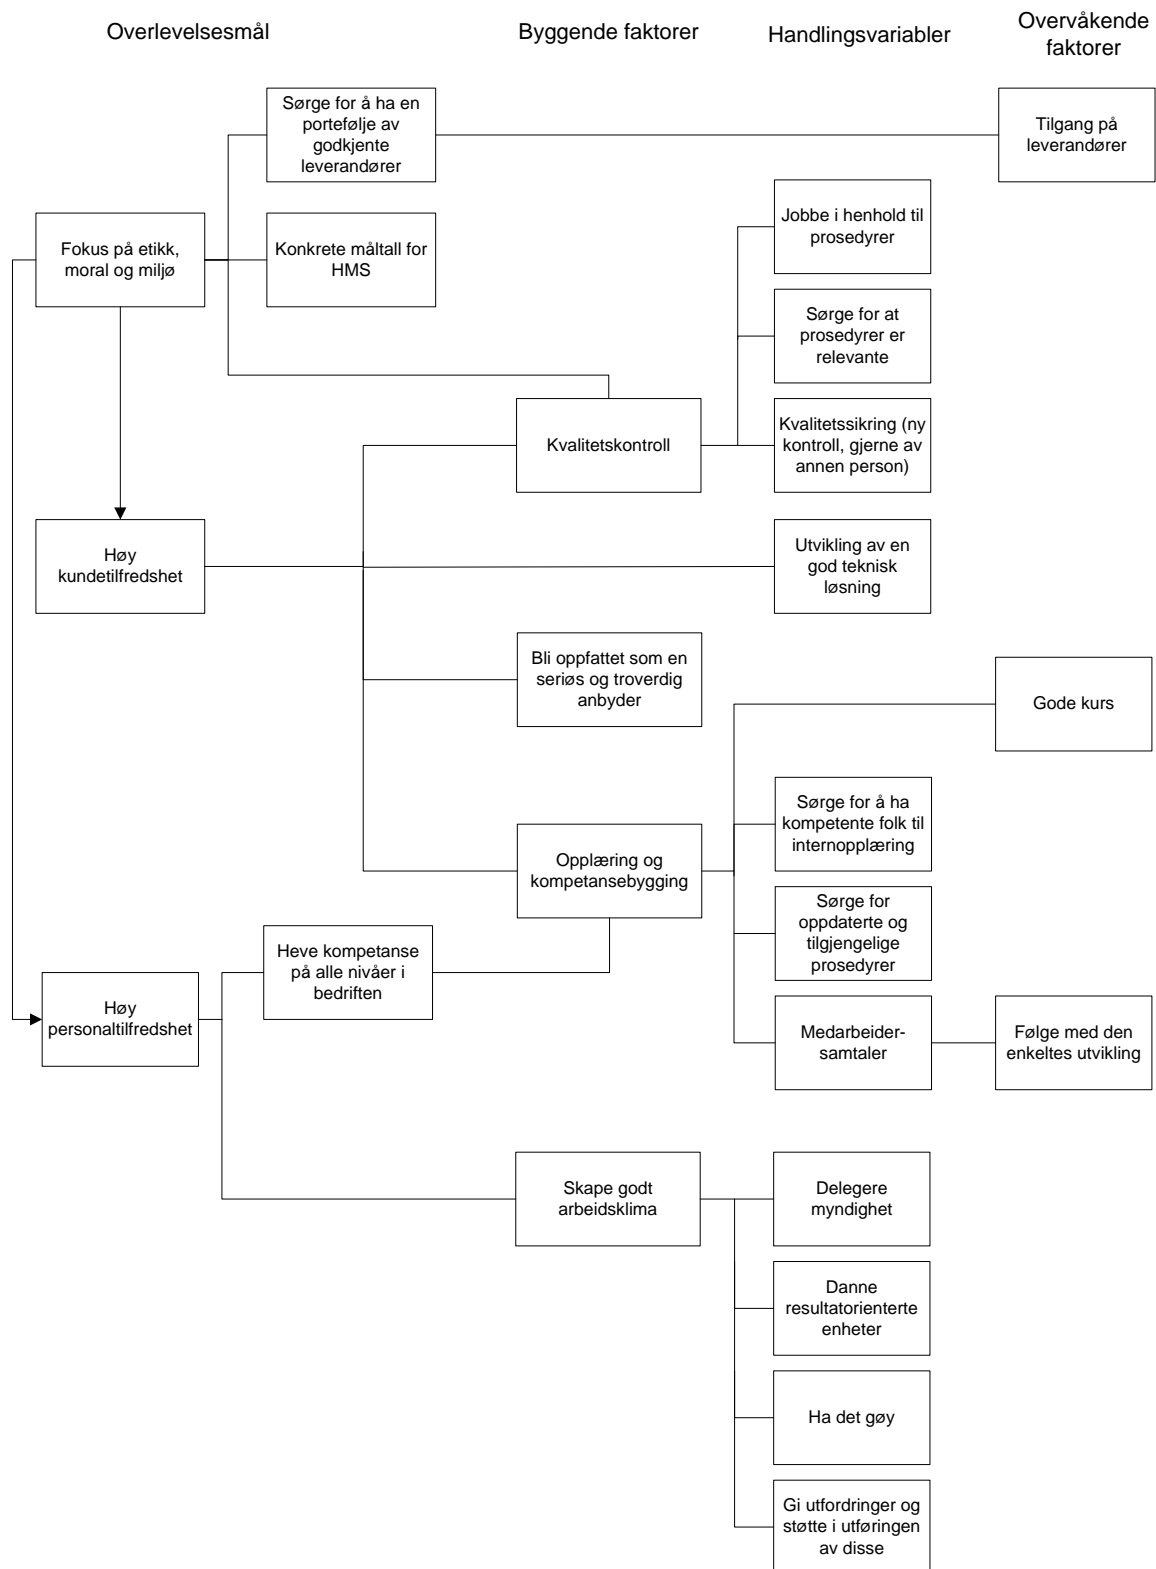 Overlevelsesmål
Byggende faktorer
Handlingsvariabler
Overvåkende
faktorer
Sørge for å ha en
portefølje av
godkjente
leverandører
Tilgang på
leverandører
Jobbe i henhold til
prosedyrer
Fokus på etikk,
moral og miljø
Konkrete måltall for
HMS
Sørge for at
prosedyrer er
relevante
Kvalitetskontroll
Kvalitetssikring (ny
kontroll, gjerne av
annen person)
Høy
kundetilfredshet
Utvikling av en
god teknisk
løsning
Bli oppfattet som en
seriøs og troverdig
anbyder
Gode kurs
Sørge for å ha
kompetente folk til
internopplæring
Opplæring og
kompetansebygging
Sørge for
oppdaterte og
tilgjengelige
prosedyrer
Heve kompetanse
på alle nivåer i
bedriften
Høy
personaltilfredshet
Medarbeider-
samtaler
Følge med den
enkeltes utvikling
Skape godt
arbeidsklima
Delegere
myndighet
Danne
resultatorienterte
enheter
Ha det gøy
Gi utfordringer og
støtte i utføringen
av disse